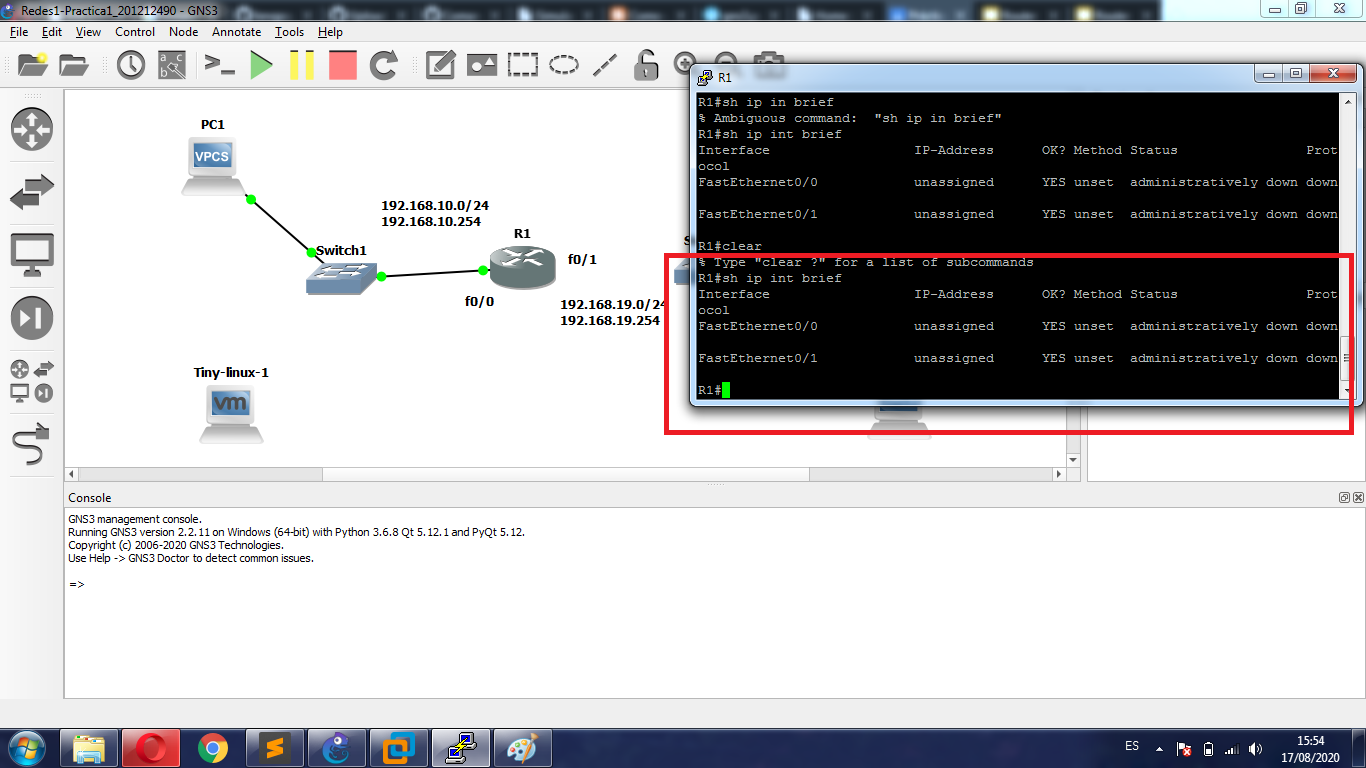 Redes1-Practica1_201212490 - GNS3
File Edit View Control Node Annotate Tools Help
R1
PC1
VPCS
192.168.10.0/24
192.168.10.254
Switch1
R1
f0/1
f0/0
192.168.19.0/24
192.168.19.254
Tiny-linux-1
vm
R1#sh ip in brief
% Ambiguous command:  "sh ip in brief"
R1#sh ip int brief
Interface                  IP-Address      OK? Method Status                Prot
ocol
FastEthernet0/0            unassigned      YES unset  administratively down down
FastEthernet0/1            unassigned      YES unset  administratively down down
R1#clear
% Type "clear ?" for a list of subcommands
R1#sh ip int brief
Interface                  IP-Address      OK? Method Status                Prot
ocol
FastEthernet0/0            unassigned      YES unset  administratively down down
FastEthernet0/1            unassigned      YES unset  administratively down down
R1#
Console
GNS3 management console.
Running GNS3 version 2.2.11 on Windows (64-bit) with Python 3.6.8 Qt 5.12.1 and PyQt 5.12.
Copyright (c) 2006-2020 GNS3 Technologies.
Use Help -> GNS3 Doctor to detect common issues.
=>
ES
15:54
17/08/2020